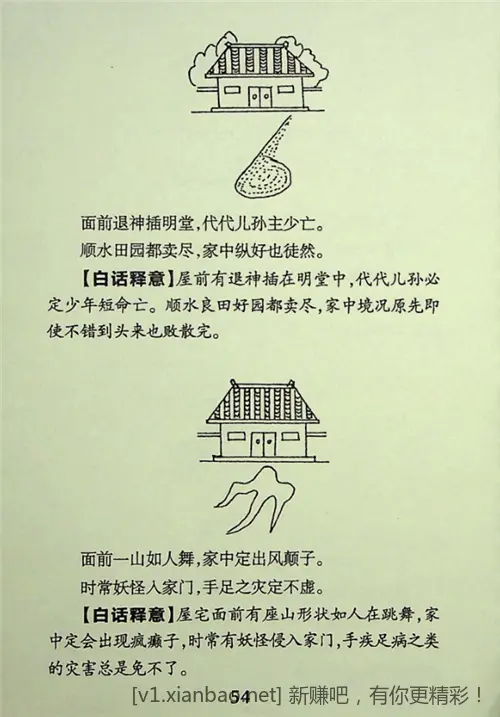 面前退神插明堂，代代儿孙主少亡。
顺水田园都卖尽，家中纵好也徒然。
【白话释意】屋前有退神插在明堂中，代代儿孙必
定少年短命亡。顺水良田好园都卖尽，家中境况原先即
使不错到头来也败散完。
面前一山如人舞，家中定出风颠子。
时常妖怪入家门，手足之灾定不虚。
【白话释意】屋宅面前有座山形状如人在跳舞，家
中定会出现疯癫子，时常有妖怪侵入家门，手疾足病之类
的灾害总是免不了。
54
[v1.xianbao.net] 新赚吧，有你更精彩！